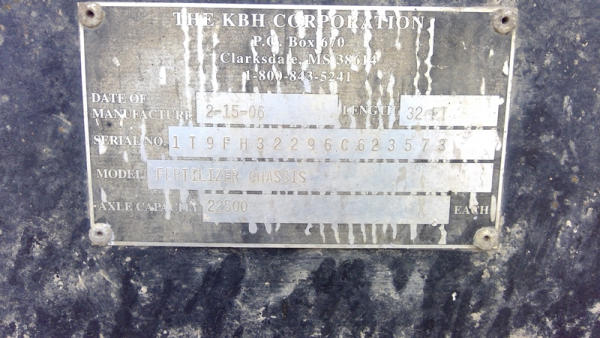 THE KBH CORPORATION
P.O. Box 670
Clarksdale, MS 38614
1-800-843-5241
DATE OF
MANUFACTURE 2-15-06 LENGTH 32 FT
SERIAL NO. 1T9FH32296C623573
MODEL FERTILIZER CHASSIS
AXLE CAPACITY 22500 EACH